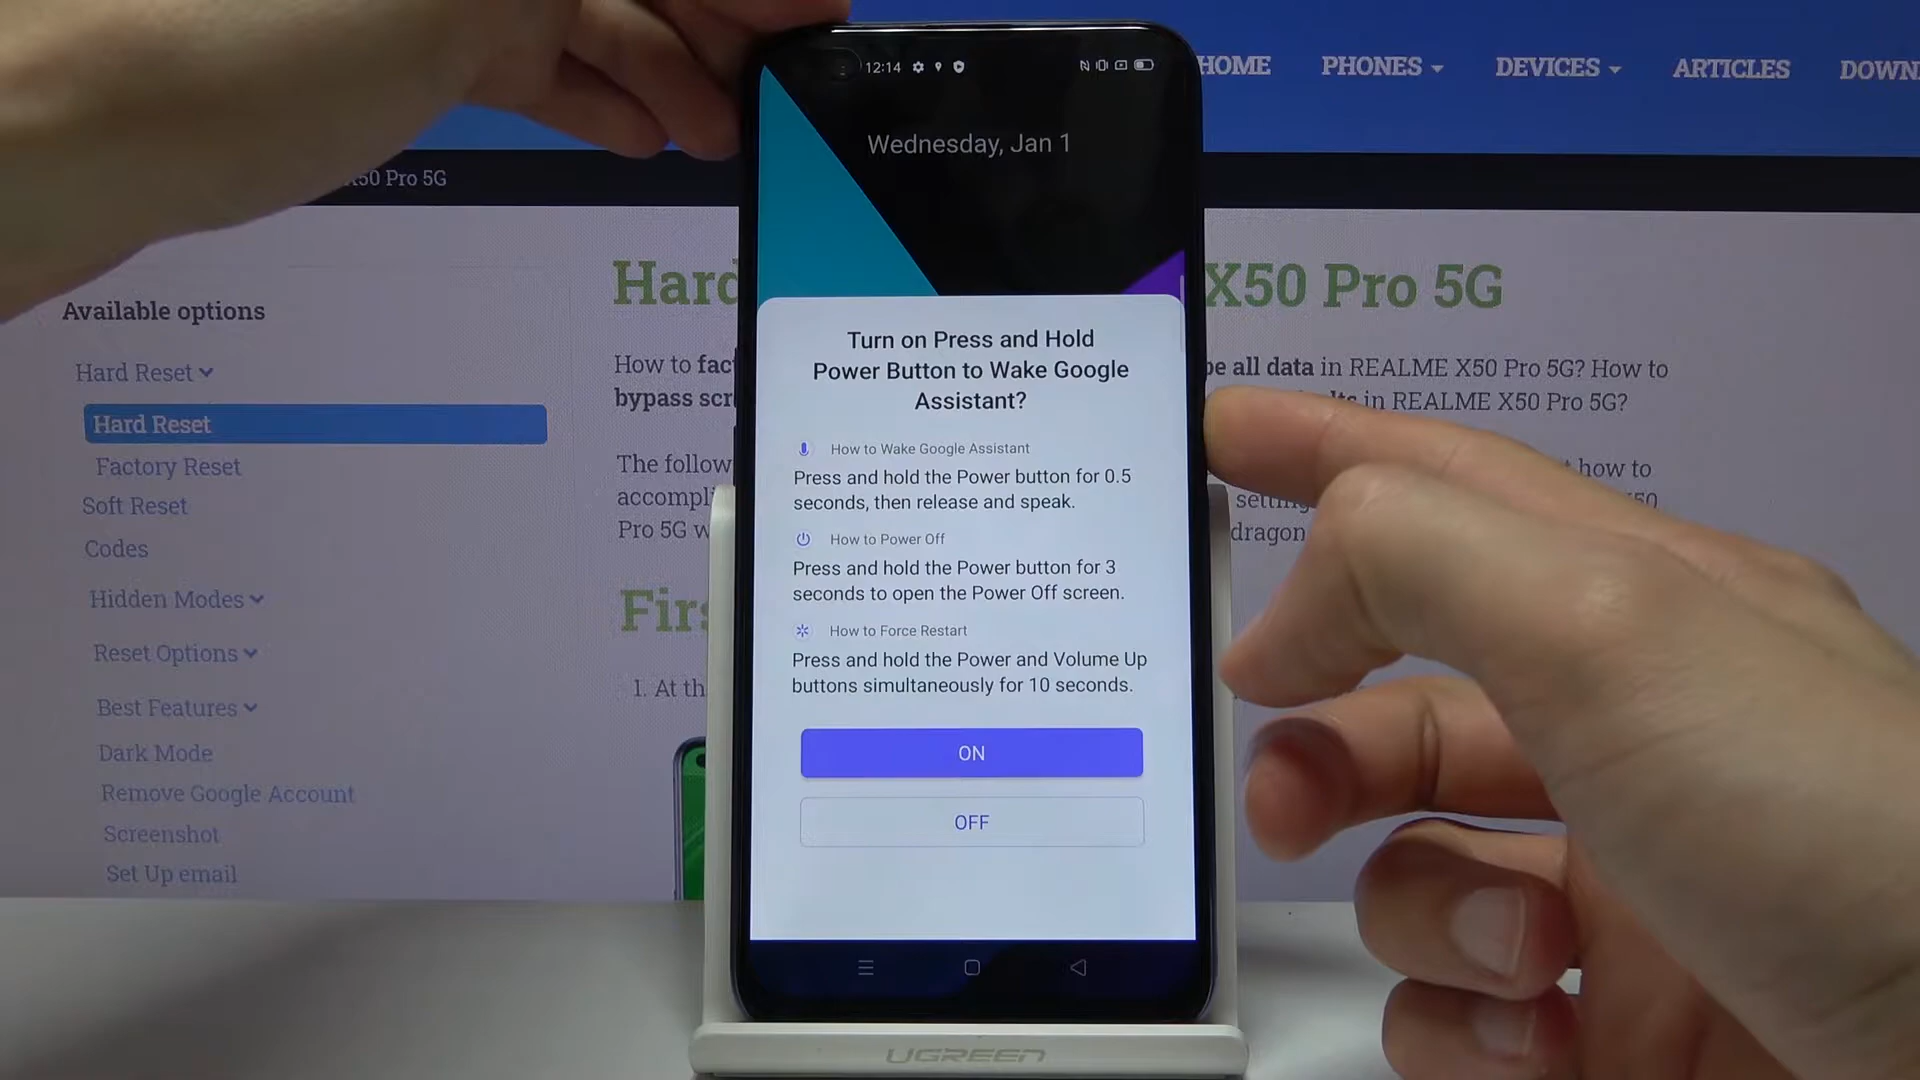 HOME PHONES DEVICES ARTICLES
X50 Pro 5G
12:14
Wednesday, Jan 1
Turn on Press and Hold
Power Button to Wake Google
Assistant?
How to Wake Google Assistant
Press and hold the Power button for 0.5
seconds, then release and speak.
How to Power Off
Press and hold the Power button for 3
seconds to open the Power Off screen.
How to Force Restart
Press and hold the Power and Volume Up
buttons simultaneously for 10 seconds.
ON
OFF
Available options
Hard Reset
Hard Reset
Factory Reset
Soft Reset
Codes
Hidden Modes
Reset Options
Best Features
Dark Mode
Remove Google Account
Screenshot
Set Up email
X50 Pro 5G
How to
all data in REALME X50 Pro 5G? How to
bypass
in REALME X50 Pro 5G?
The
how to
Pro 5G
1. At
UGREEN